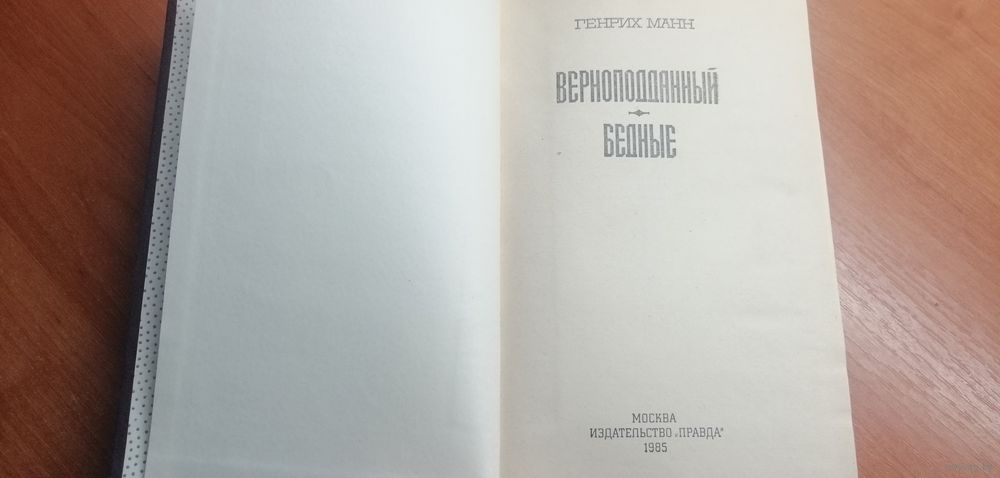 ГЕНРИХ МАНН
ВЕРНОПОДДАННЫЙ
БЕДНЫЕ
МОСКВА
ИЗДАТЕЛЬСТВО „ПРАВДА"
1985